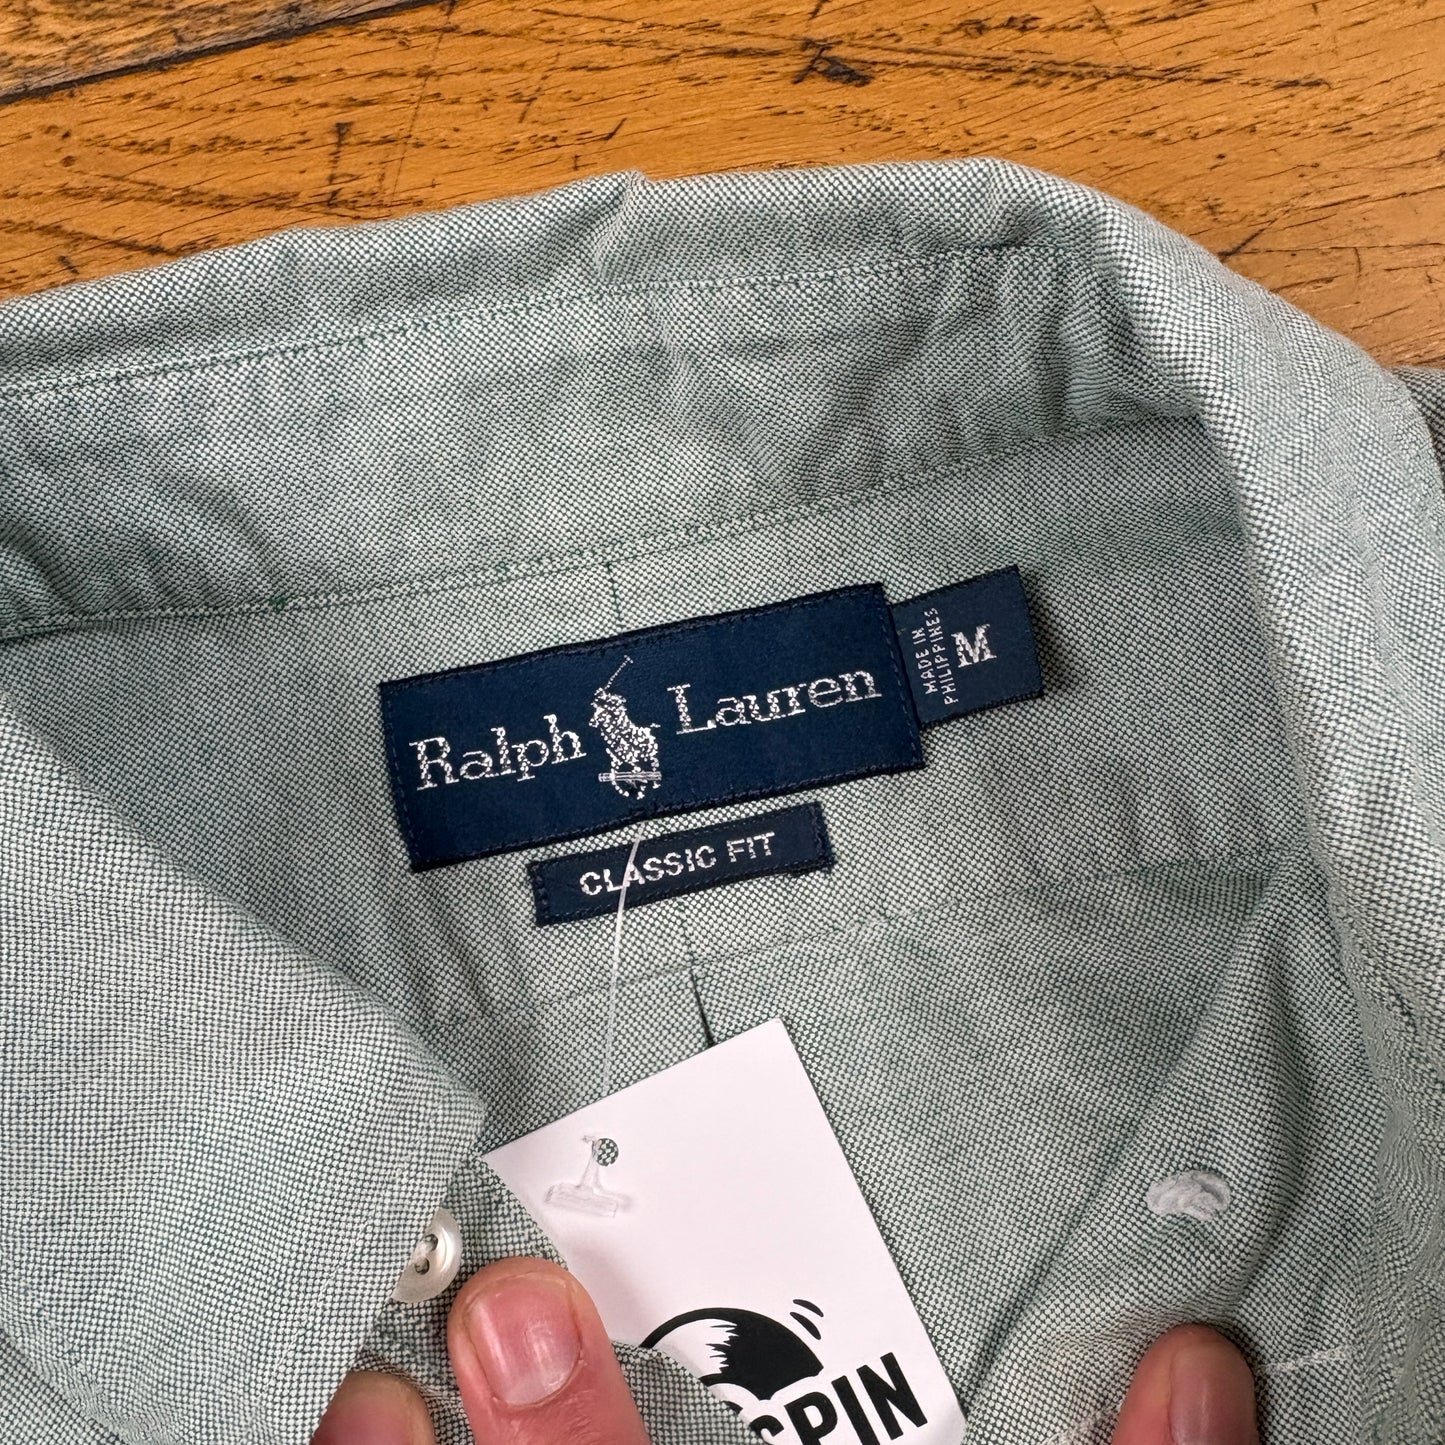 Ralph Lauren
MADE IN
PHILIPPINES
M
CLASSIC FIT
SPIN